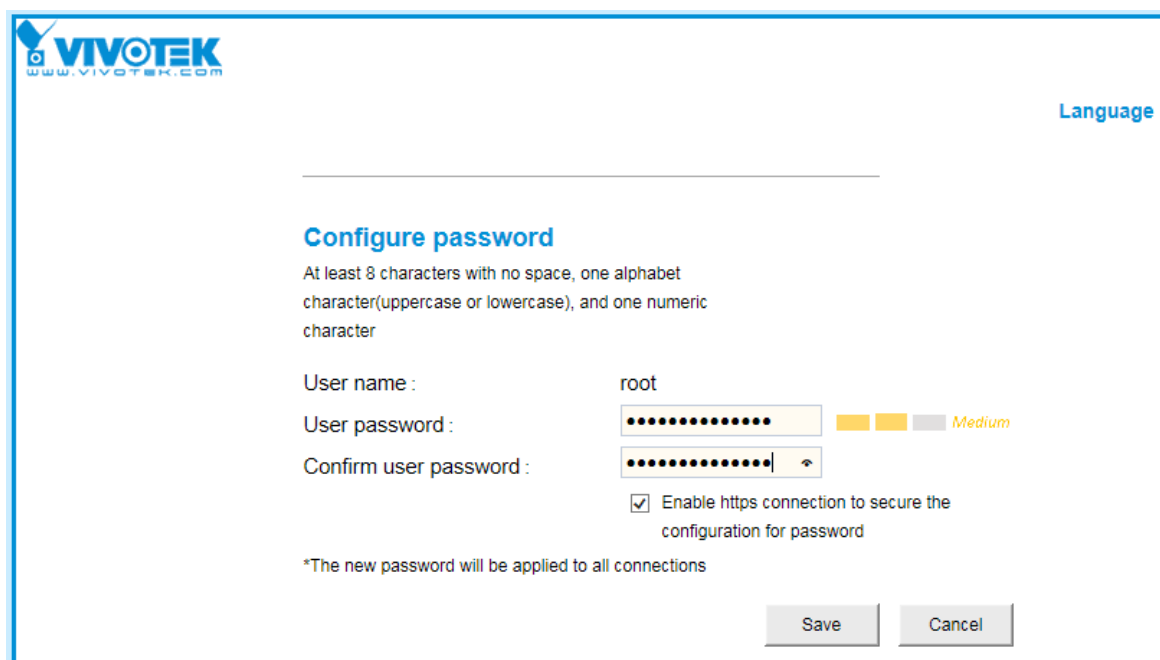 VIVOTEK
www.vivotek.com
Language
Configure password
At least 8 characters with no space, one alphabet
character(uppercase or lowercase), and one numeric
character
User name : root
User password : •••••••••••••• Medium
Confirm user password : ••••••••••••••
Enable https connection to secure the
configuration for password
*The new password will be applied to all connections
Save Cancel